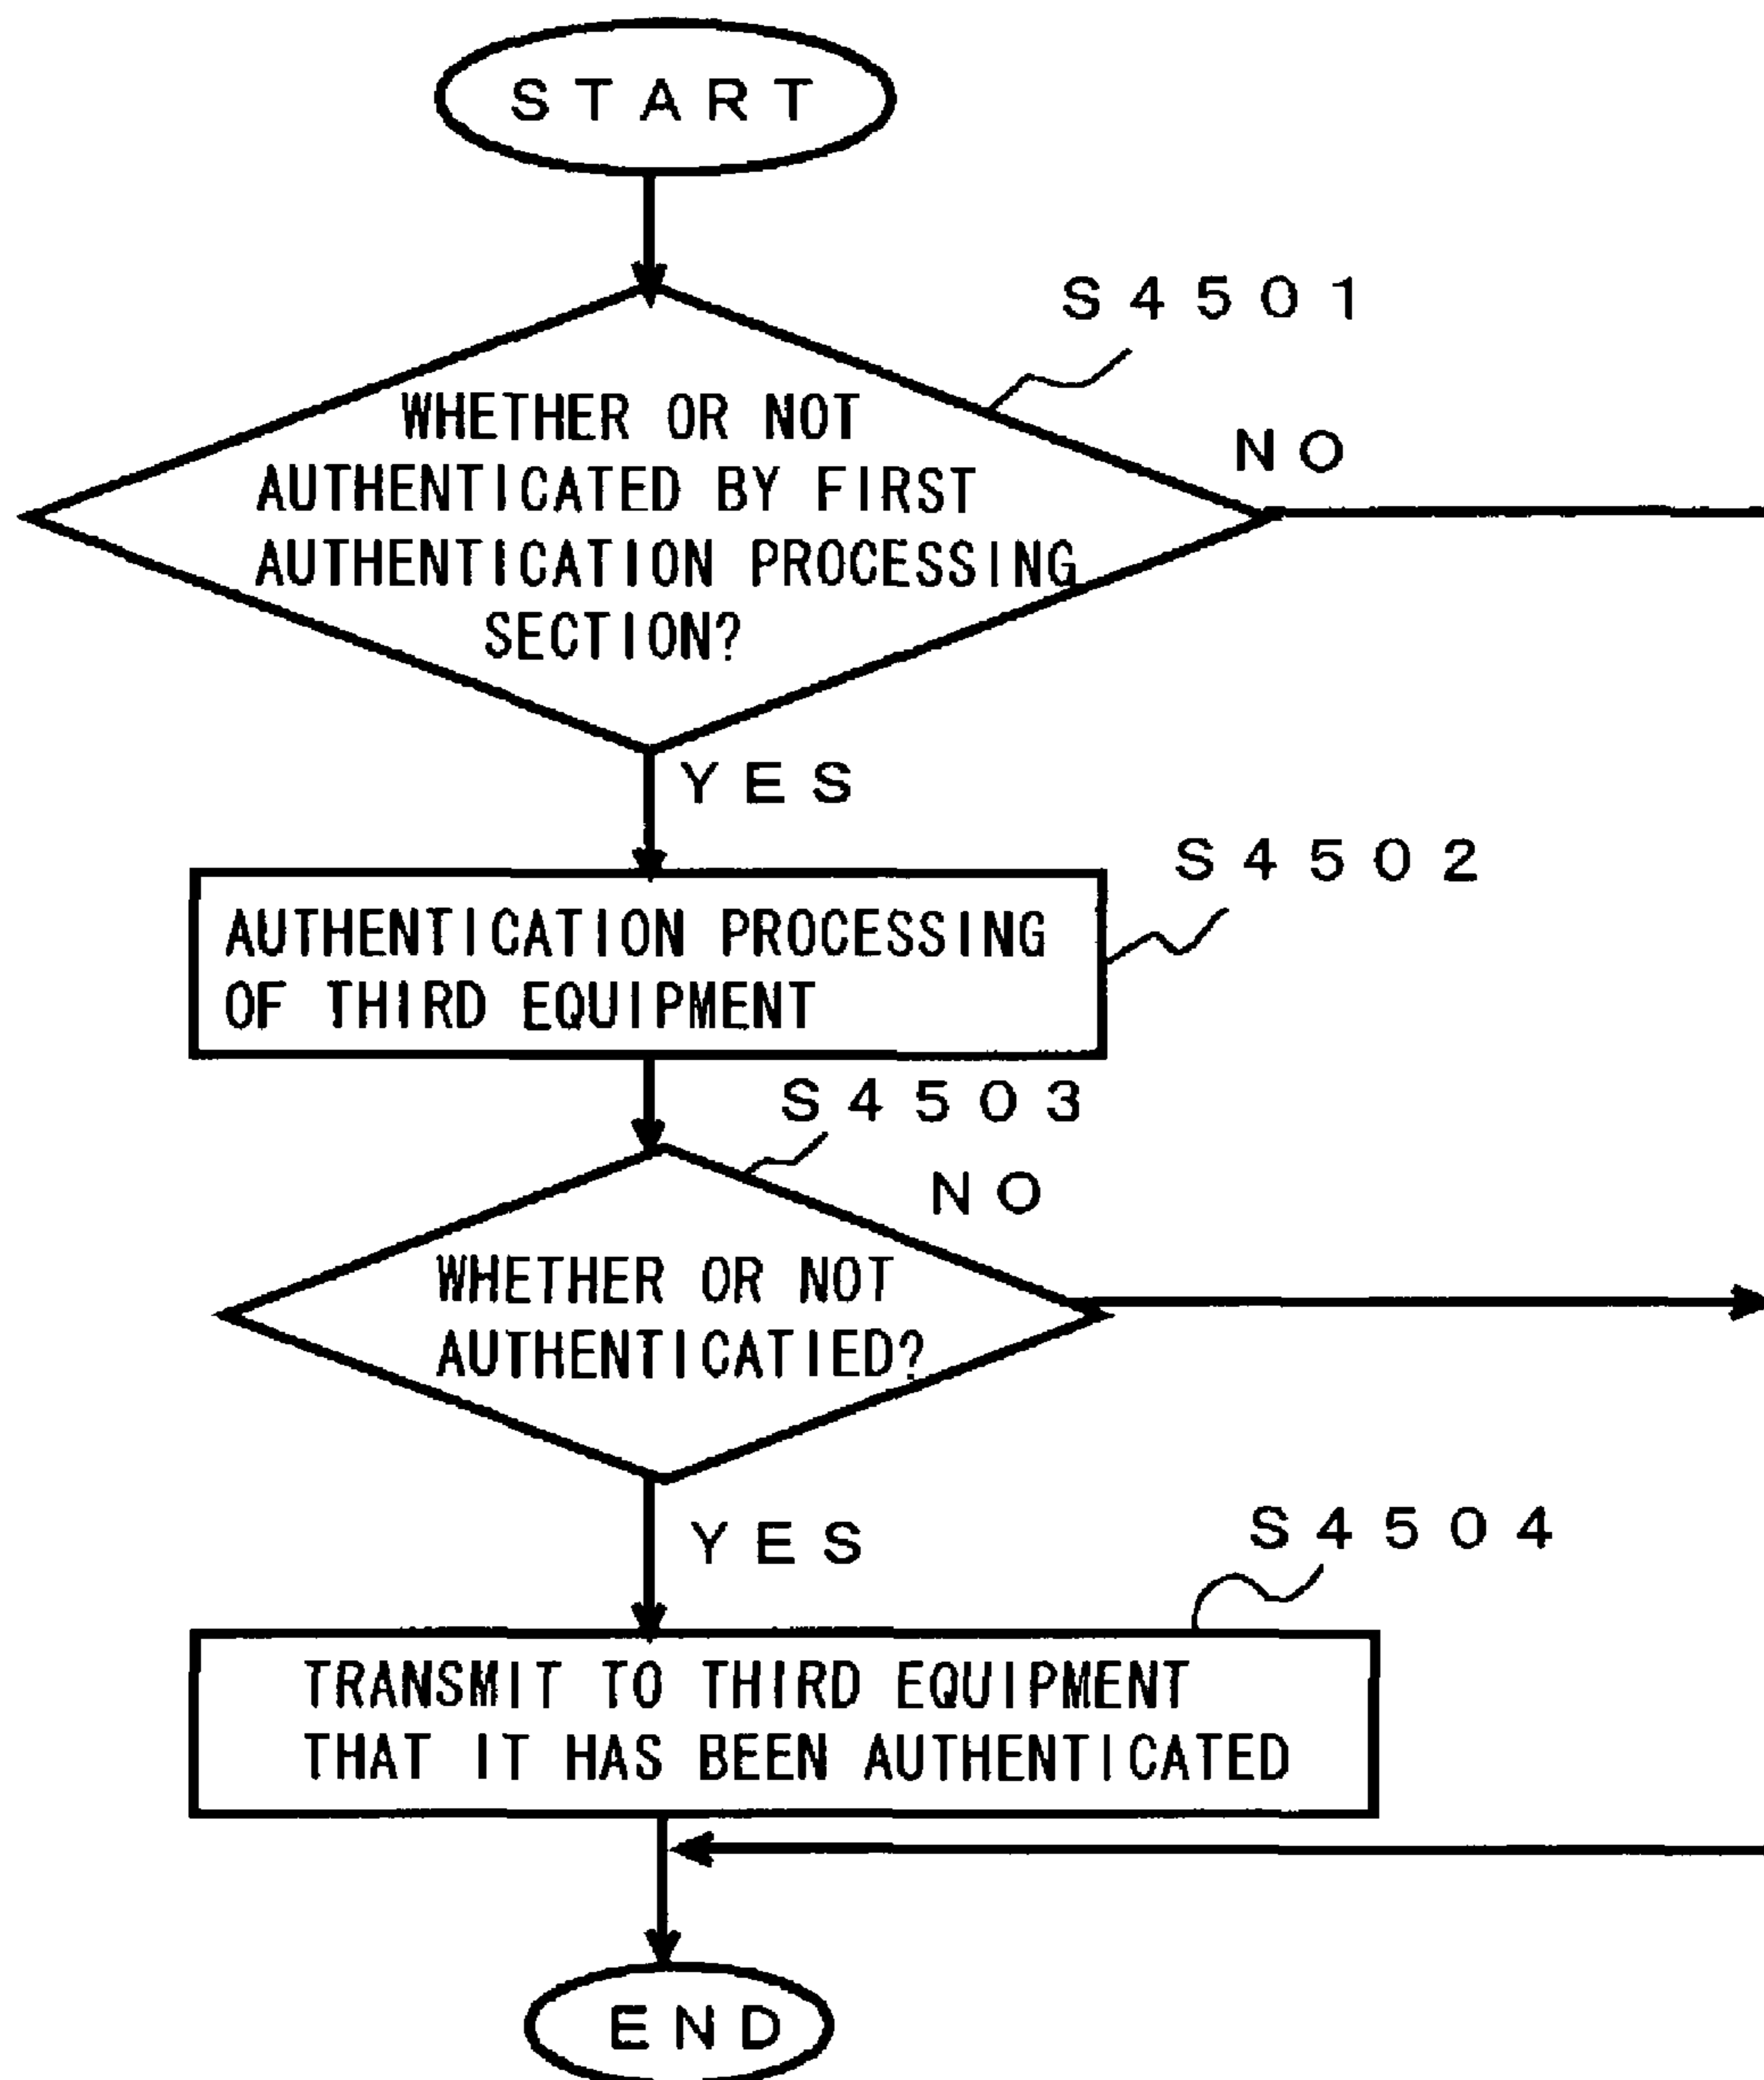 START
S4501
WHETHER OR NOT
AUTHENTICATED BY FIRST
AUTHENTICATION PROCESSING
SECTION?
NO
YES
S4502
AUTHENTICATION PROCESSING
OF THIRD EQUIPMENT
S4503
NO
WHETHER OR NOT
AUTHENTICATIED?
YES
S4504
TRANSMIT TO THIRD EQUIPMENT
THAT IT HAS BEEN AUTHENTICATED
END